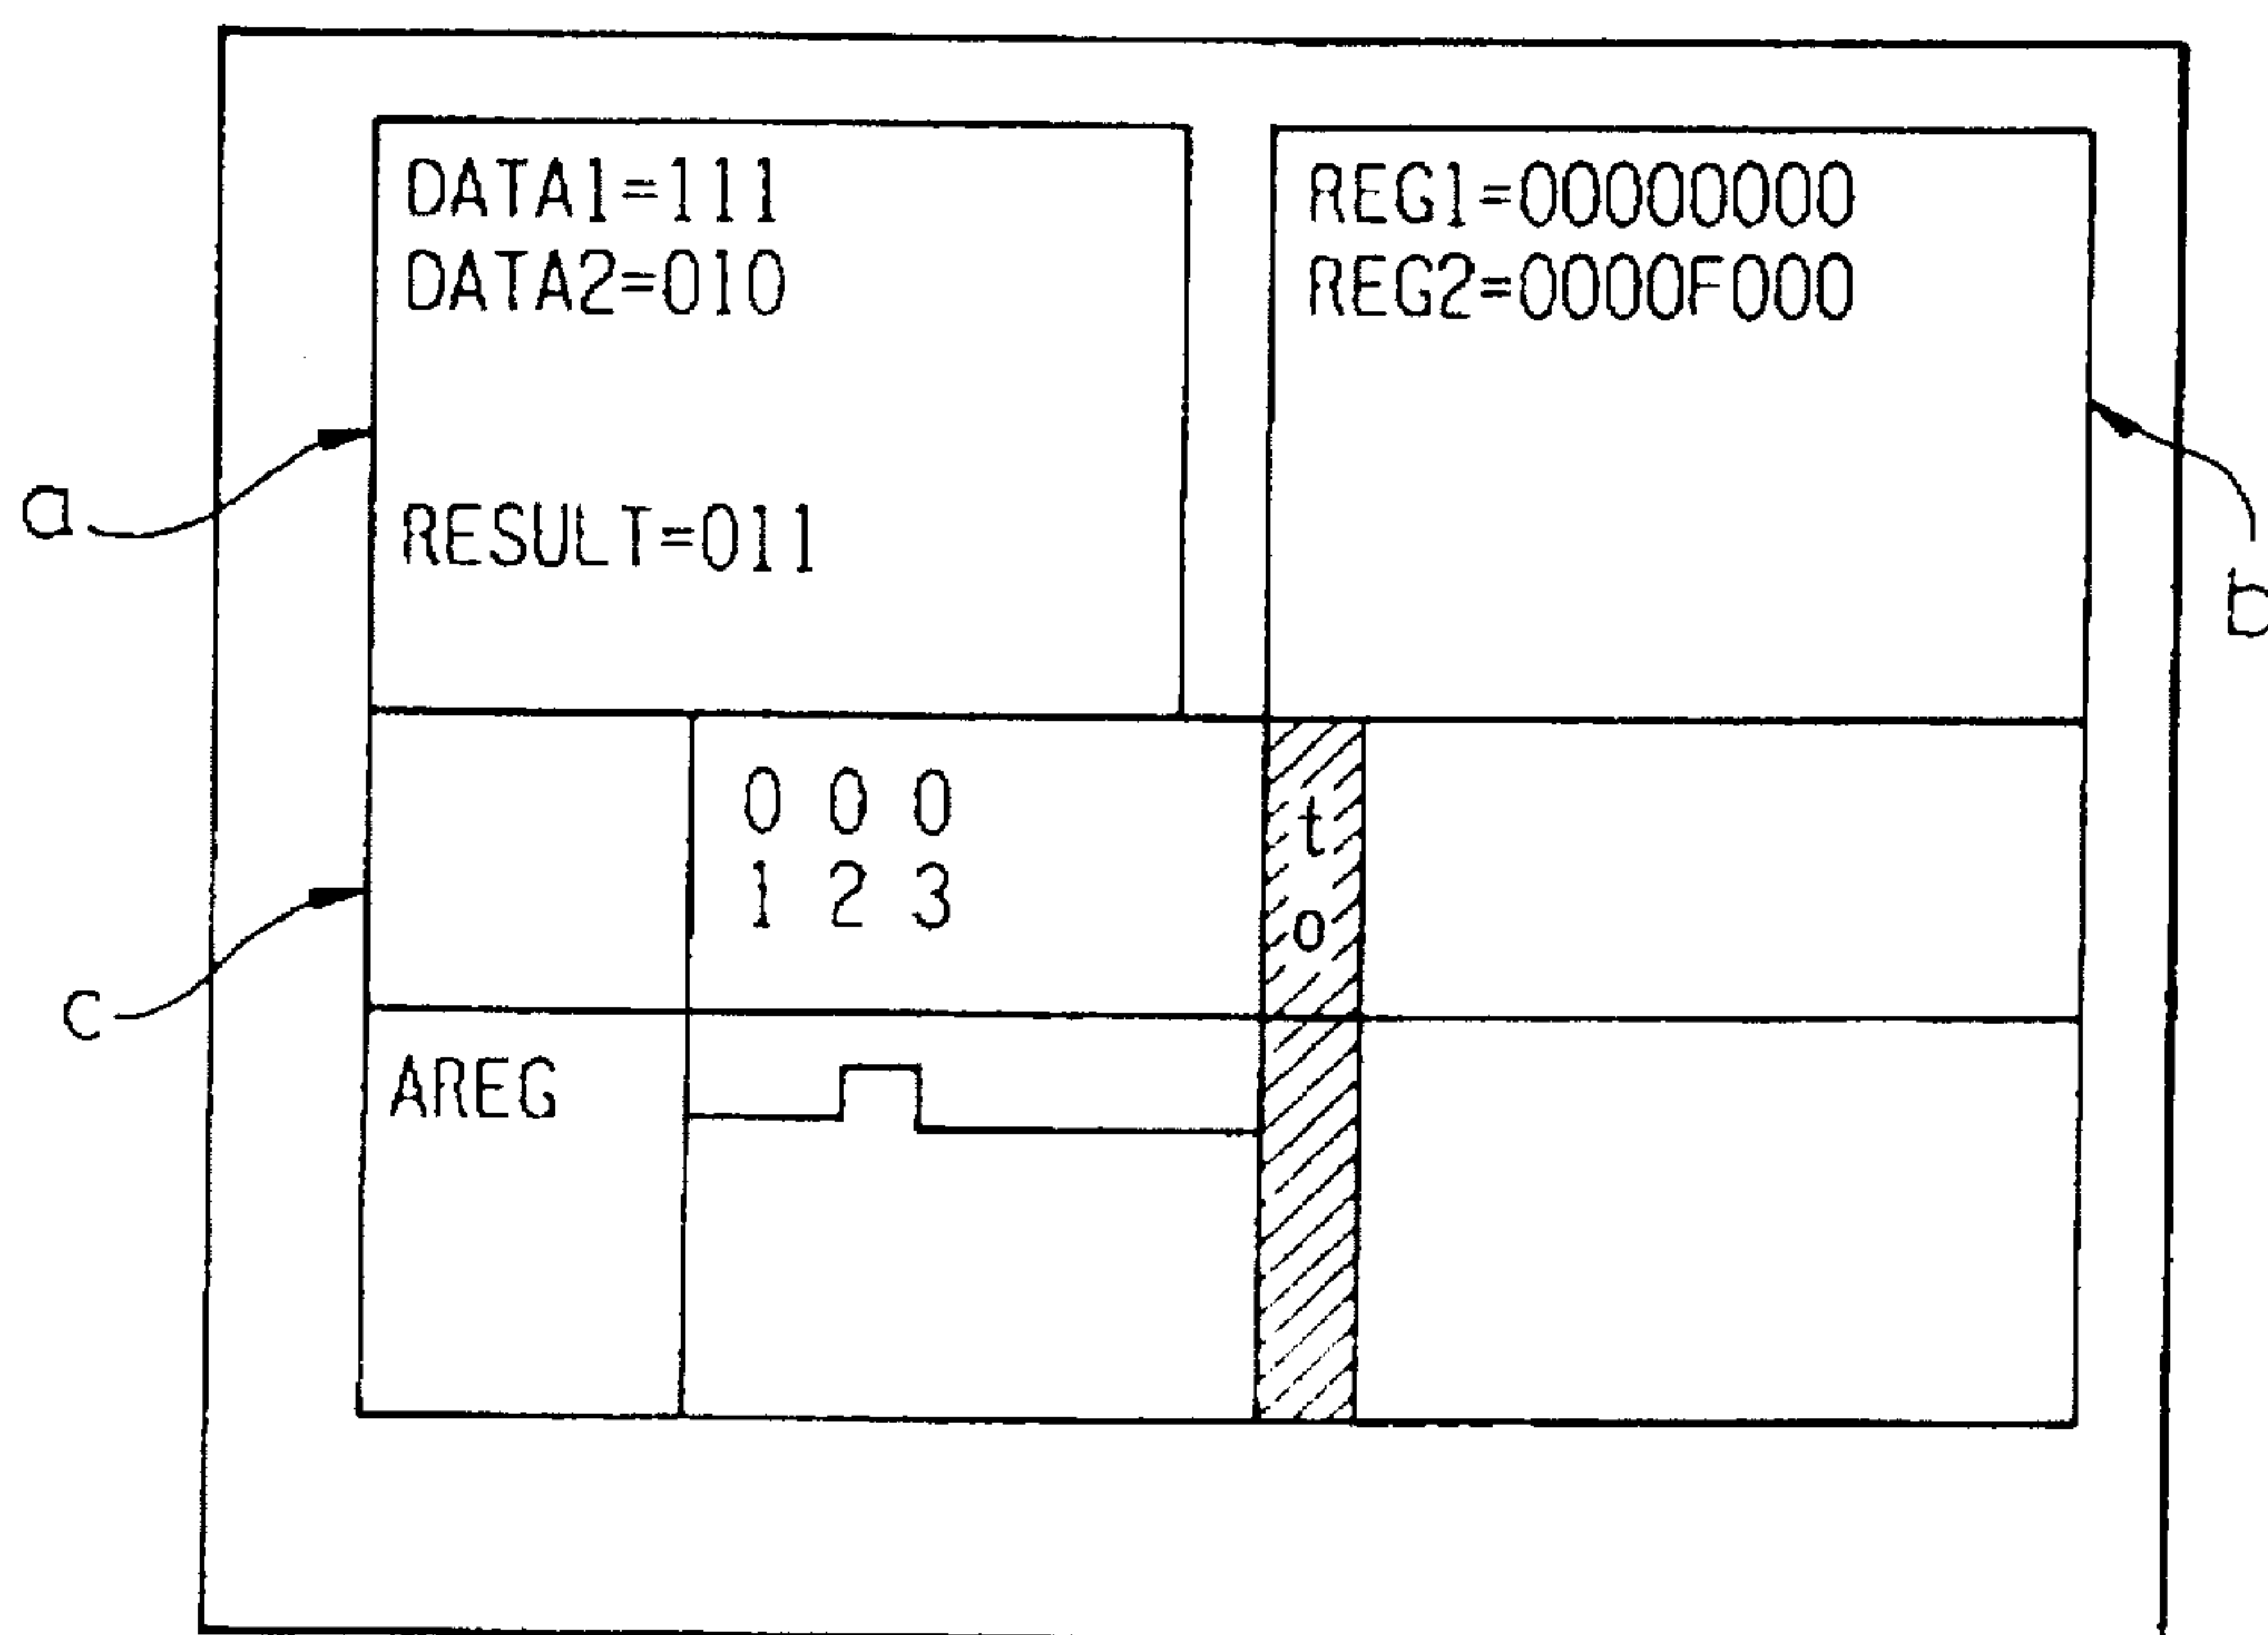 DATA1=111
DATA2=010
RESULT=011
REG1=00000000
REG2=0000F000
a
b
c
0 0 0
1 2 3
t
o
AREG